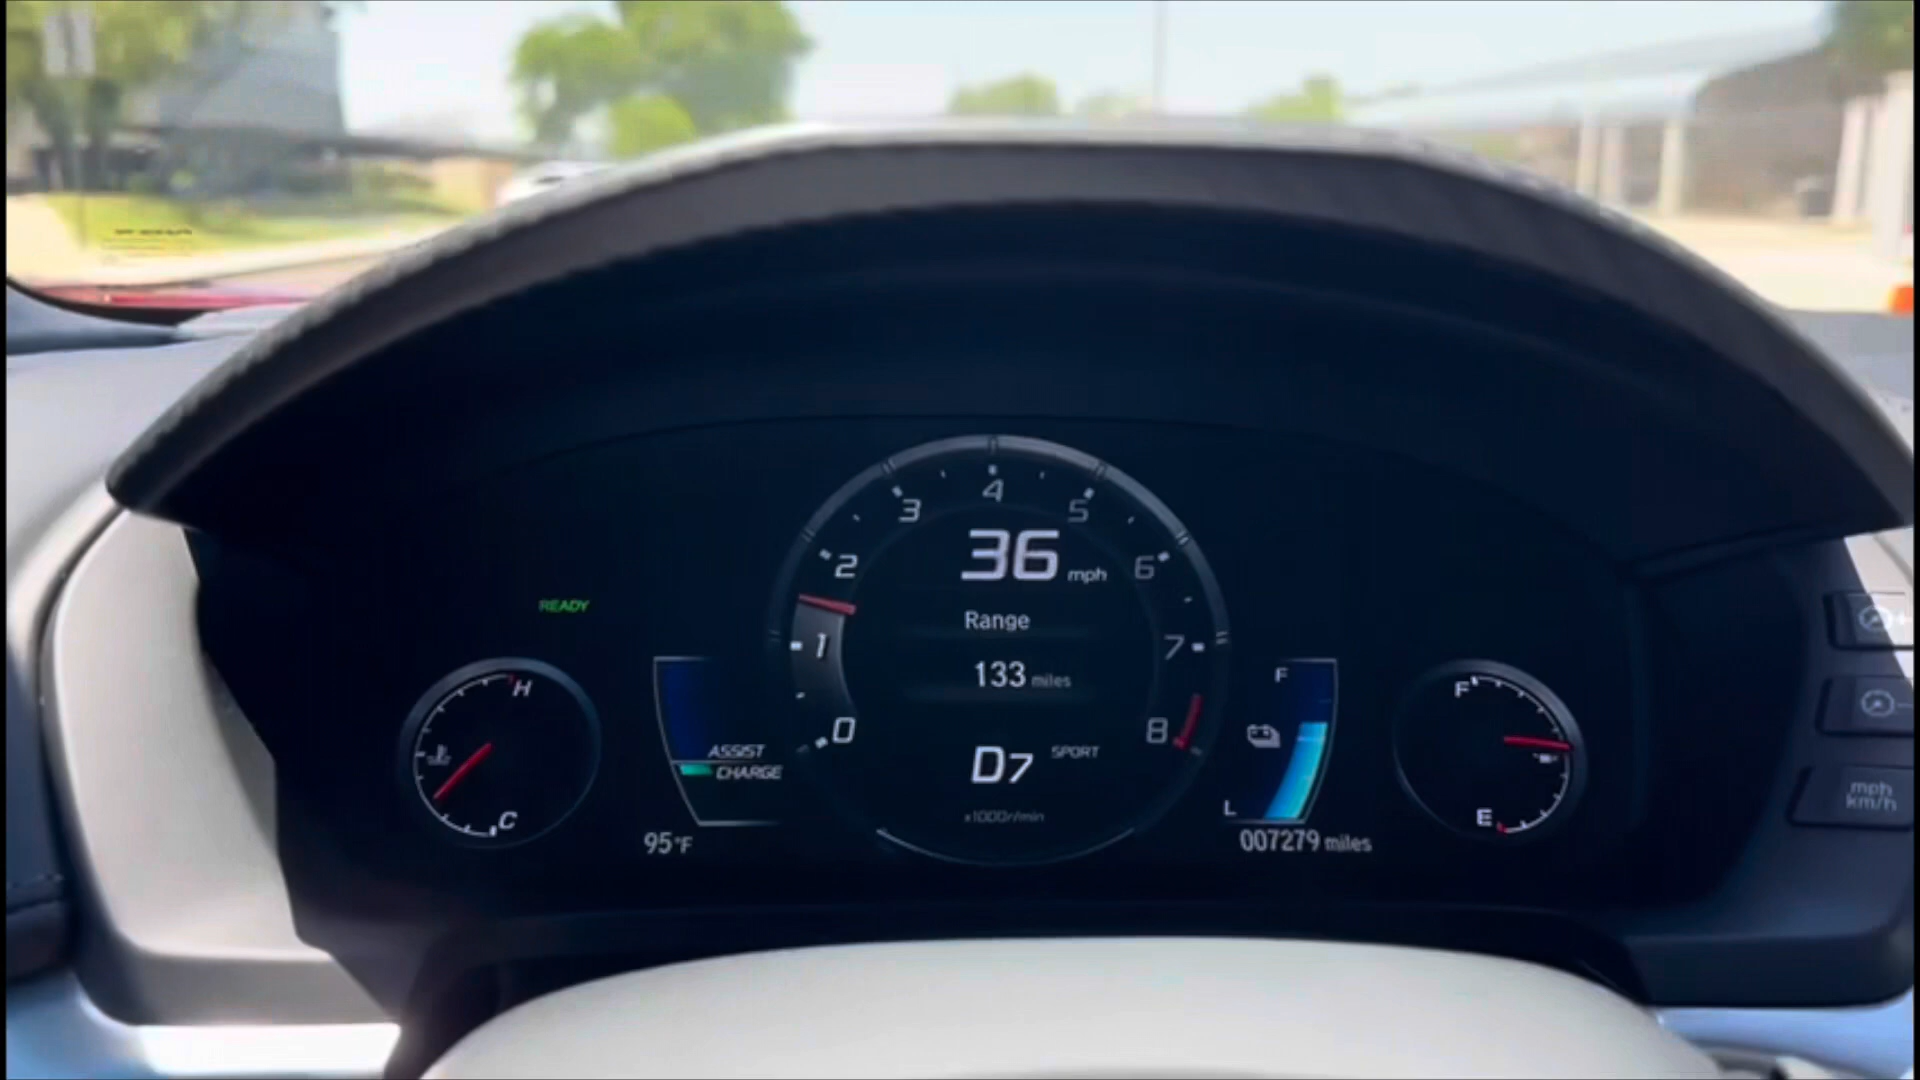 4
3
5
36 mph
2
6
READY
Range
1
7
133 miles
H
F
F
0
8
ASSIST
SPORT
D7
CHARGE
L
C
E
x1000r/min
95°F
007279 miles
mph
km/h